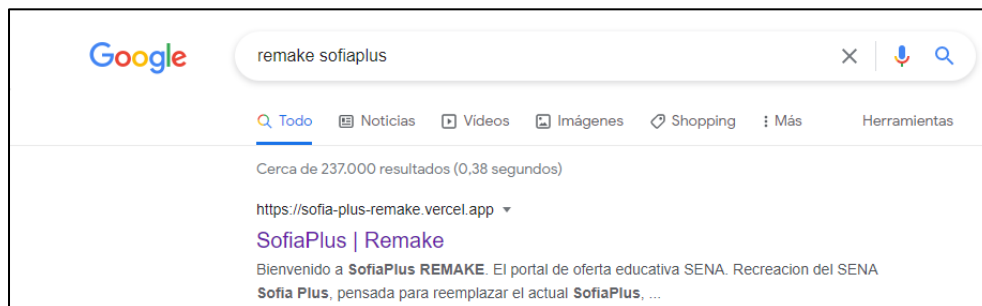 Google
remake sofiaplus
Todo Noticias Vídeos Imágenes Shopping Más Herramientas
Cerca de 237.000 resultados (0,38 segundos)
https://sofia-plus-remake.vercel.app
SofiaPlus | Remake
Bienvenido a SofiaPlus REMAKE. El portal de oferta educativa SENA. Recreacion del SENA
Sofia Plus, pensada para reemplazar el actual SofiaPlus, ...